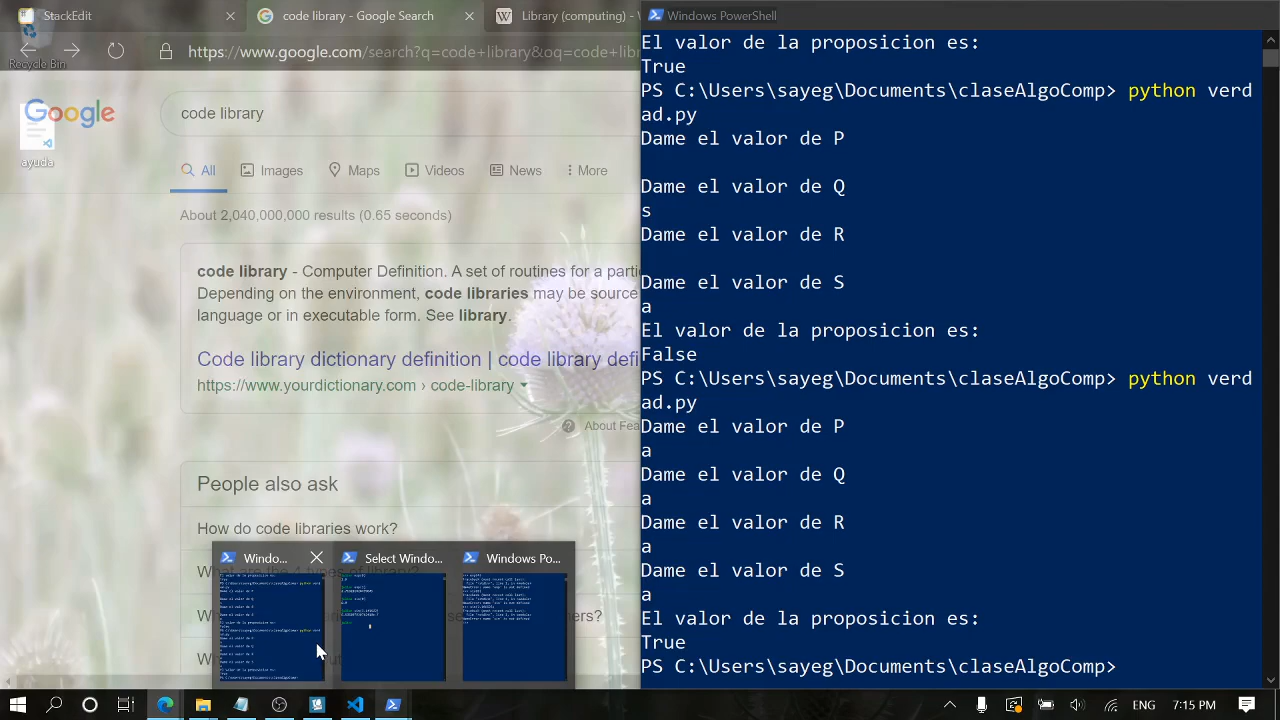 StackEdit
code library - Google Search
Library (computing) - W
https://www.google.com/search?q=code+library&oq=code+lib
Recycle Bin
Google
code library
ayuda
All
Images
Maps
Videos
News
More
About 2,040,000,000 results (0.65 seconds)
code library - Computer Definition. A set of routines for a parti
Depending on the environment, code libraries may be source
language or in executable form. See library.
Code library dictionary definition | code library defi
https://www.yourdictionary.com › code-library
About Fea
People also ask
How do code libraries work?
Windo...
Select Windo...
Windows Po...
Windows PowerShell
El valor de la proposicion es:
True
PS C:\Users\sayeg\Documents\claseAlgoComp> python verd
ad.py
Dame el valor de P
Dame el valor de Q
s
Dame el valor de R
Dame el valor de S
a
El valor de la proposicion es:
False
PS C:\Users\sayeg\Documents\claseAlgoComp> python verd
ad.py
Dame el valor de P
a
Dame el valor de Q
a
Dame el valor de R
a
Dame el valor de S
a
El valor de la proposicion es:
True
PS C:\Users\sayeg\Documents\claseAlgoComp>
ENG
7:15 PM